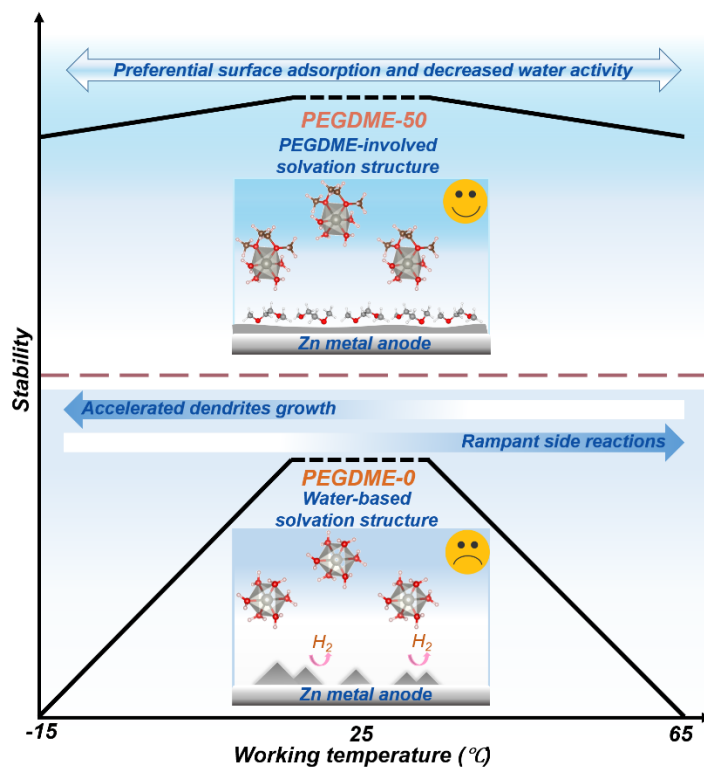 Preferential surface adsorption and decreased water activity
PEGDME-50
PEGDME-involved
solvation structure
Zn metal anode
Stability
Accelerated dendrites growth
Rampant side reactions
PEGDME-0
Water-based
solvation structure
H₂
H₂
Zn metal anode
-15
25
65
Working temperature (℃)